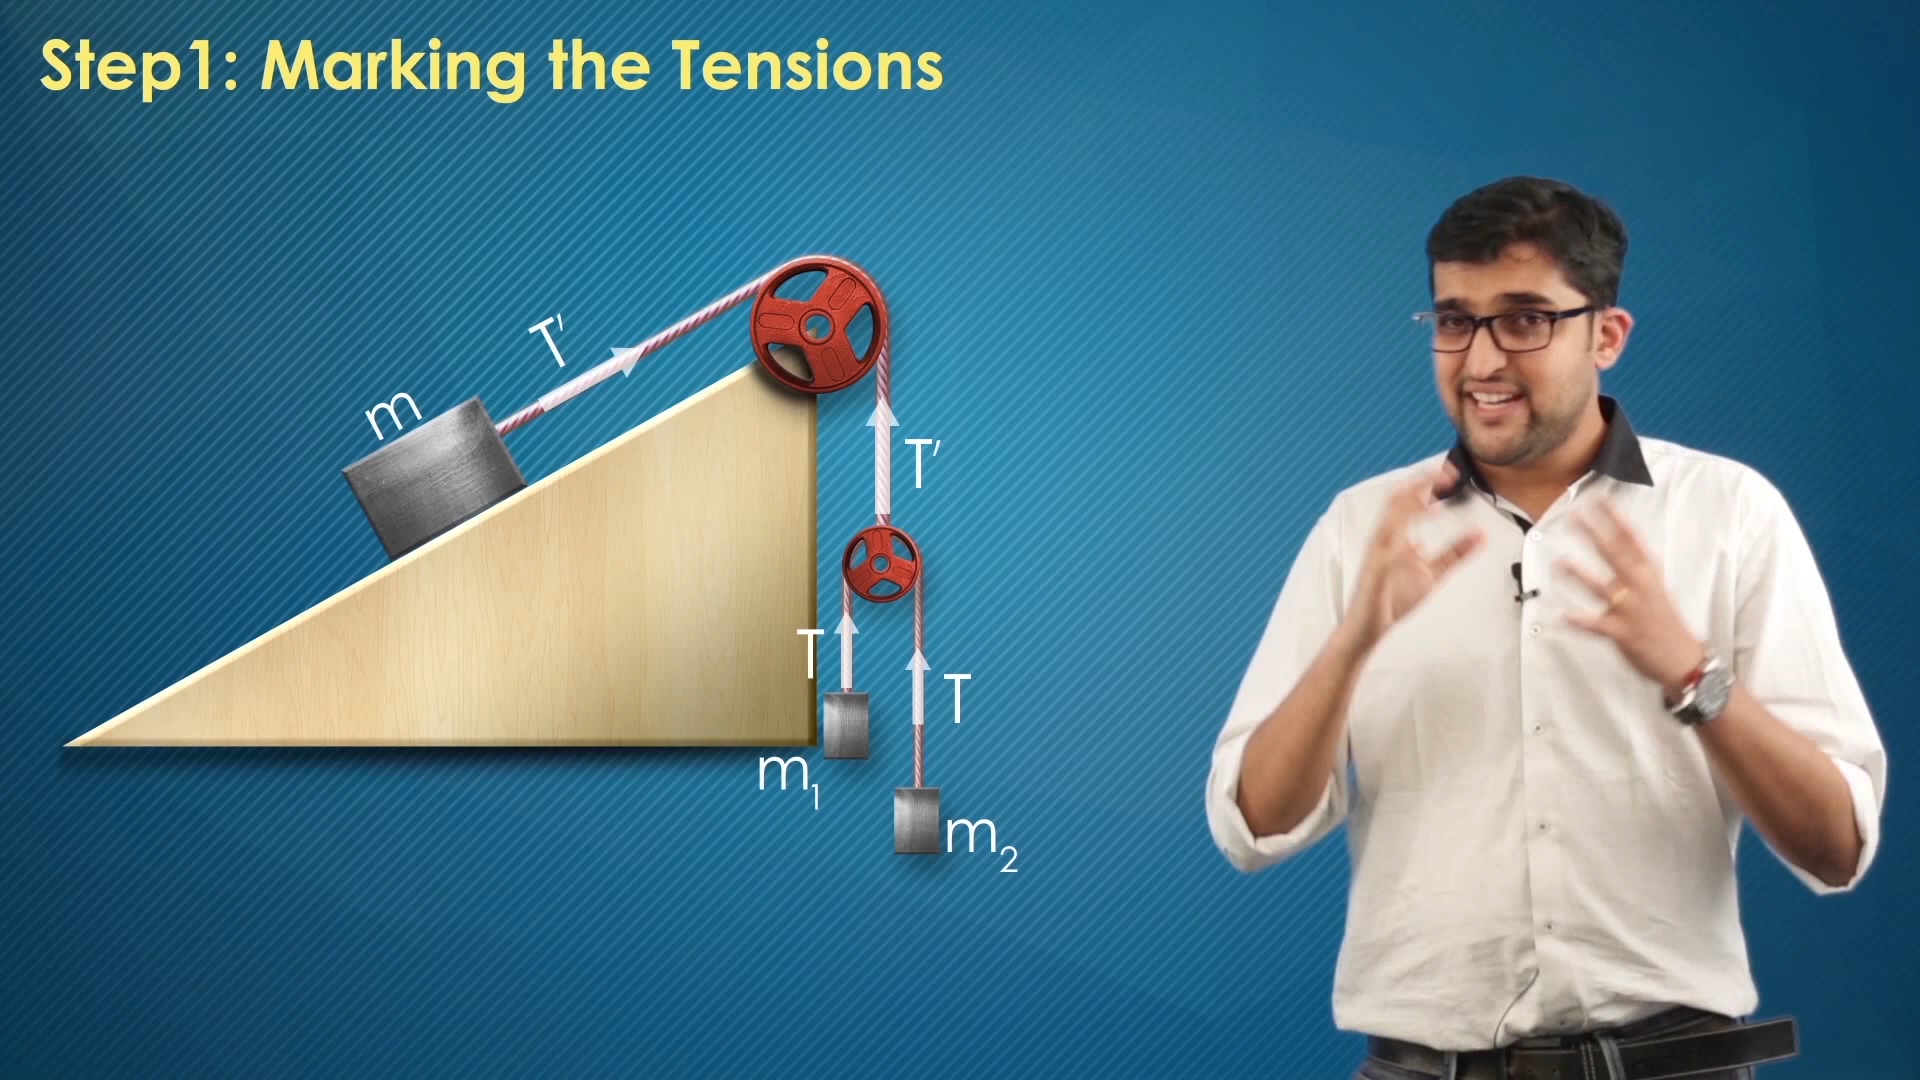 Step1: Marking the Tensions
T′
m
T′
T
T
m₁
m₂